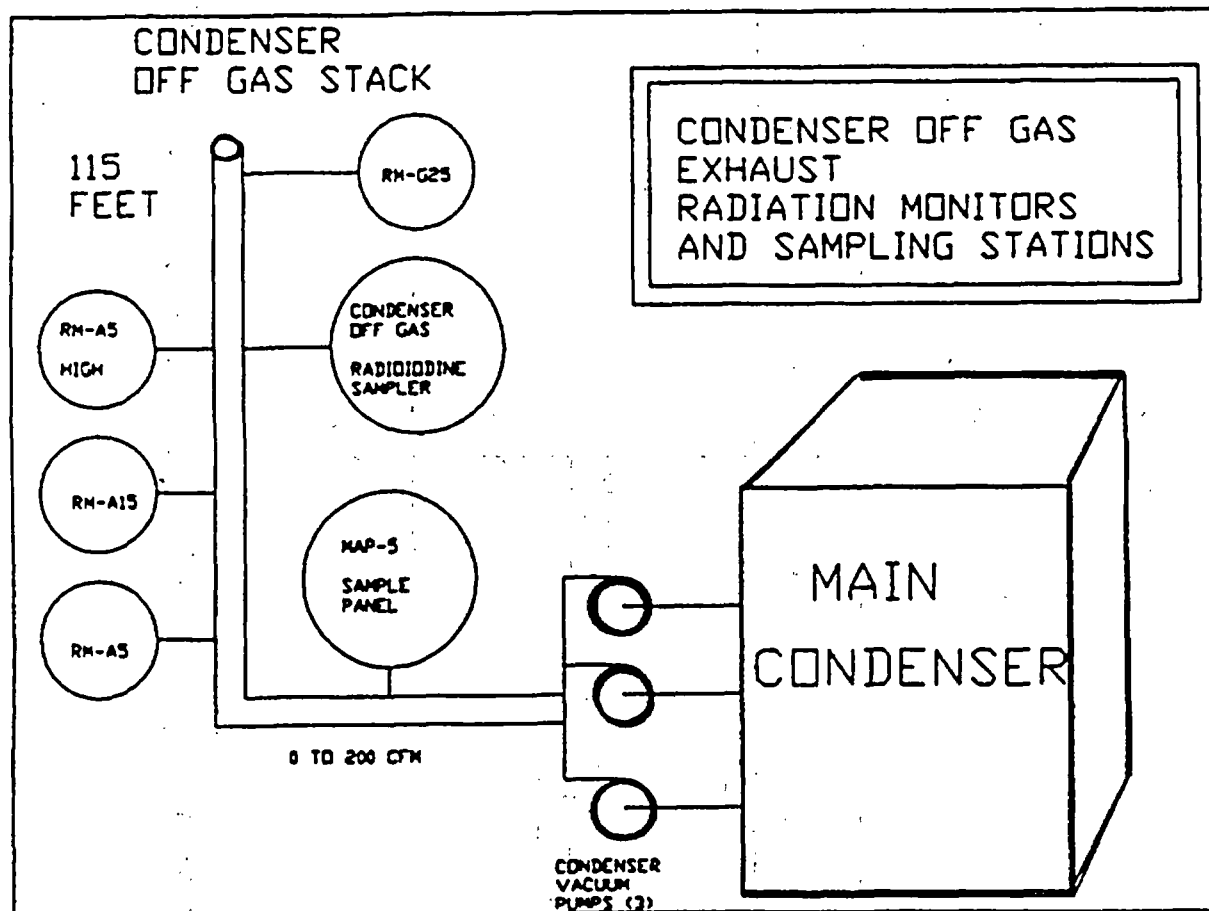 CONDENSER
OFF GAS STACK
115
FEET
RM-G25
CONDENSER OFF GAS
EXHAUST
RADIATION MONITORS
AND SAMPLING STATIONS
RM-A5
HIGH
CONDENSER
OFF GAS
RADIOIODINE
SAMPLER
RM-A15
MAP-5
SAMPLE
PANEL
RM-A5
MAIN
CONDENSER
0 TO 200 CFM
CONDENSER
VACUUM
PUMPS (3)